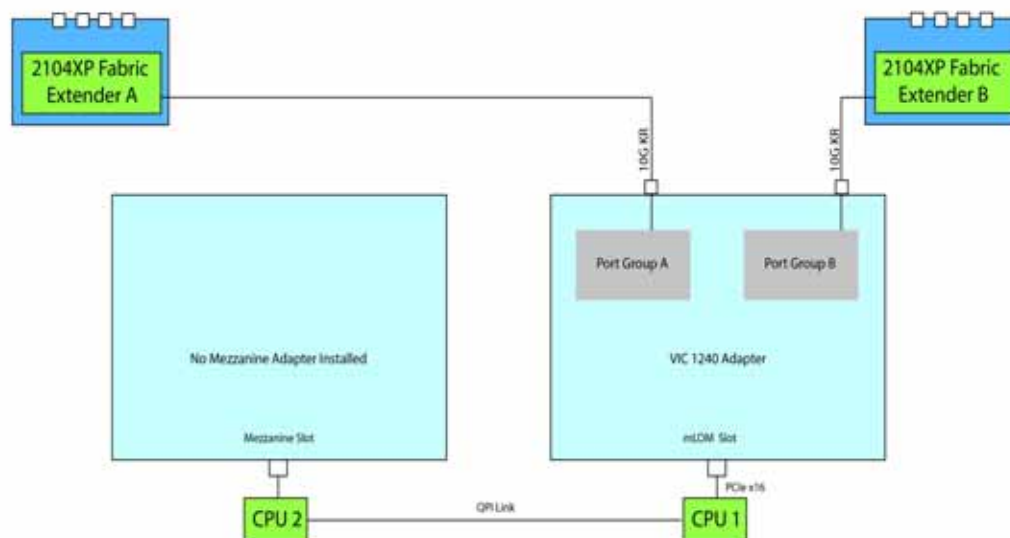 2104XP Fabric
Extender A
2104XP Fabric
Extender B
10G KR
10G KR
Port Group A
Port Group B
No Mezzanine Adapter Installed
VIC 1240 Adapter
Mezzanine Slot
mLOM Slot
PCIe x16
CPU 2
QPI Link
CPU 1